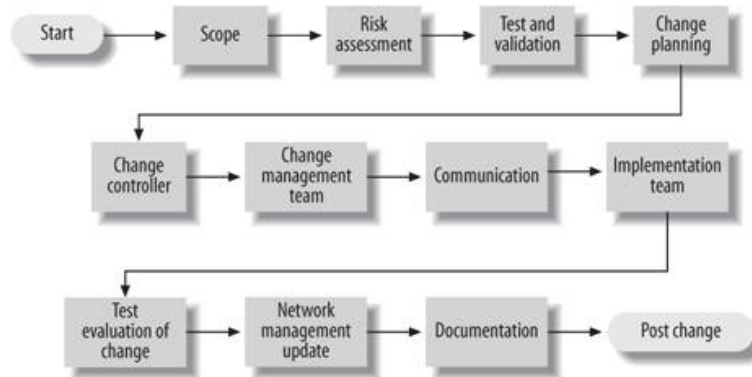 Start
Scope
Risk
assessment
Test and
validation
Change
planning
Change
controller
Change
management
team
Communication
Implementation
team
Test
evaluation of
change
Network
management
update
Documentation
Post change